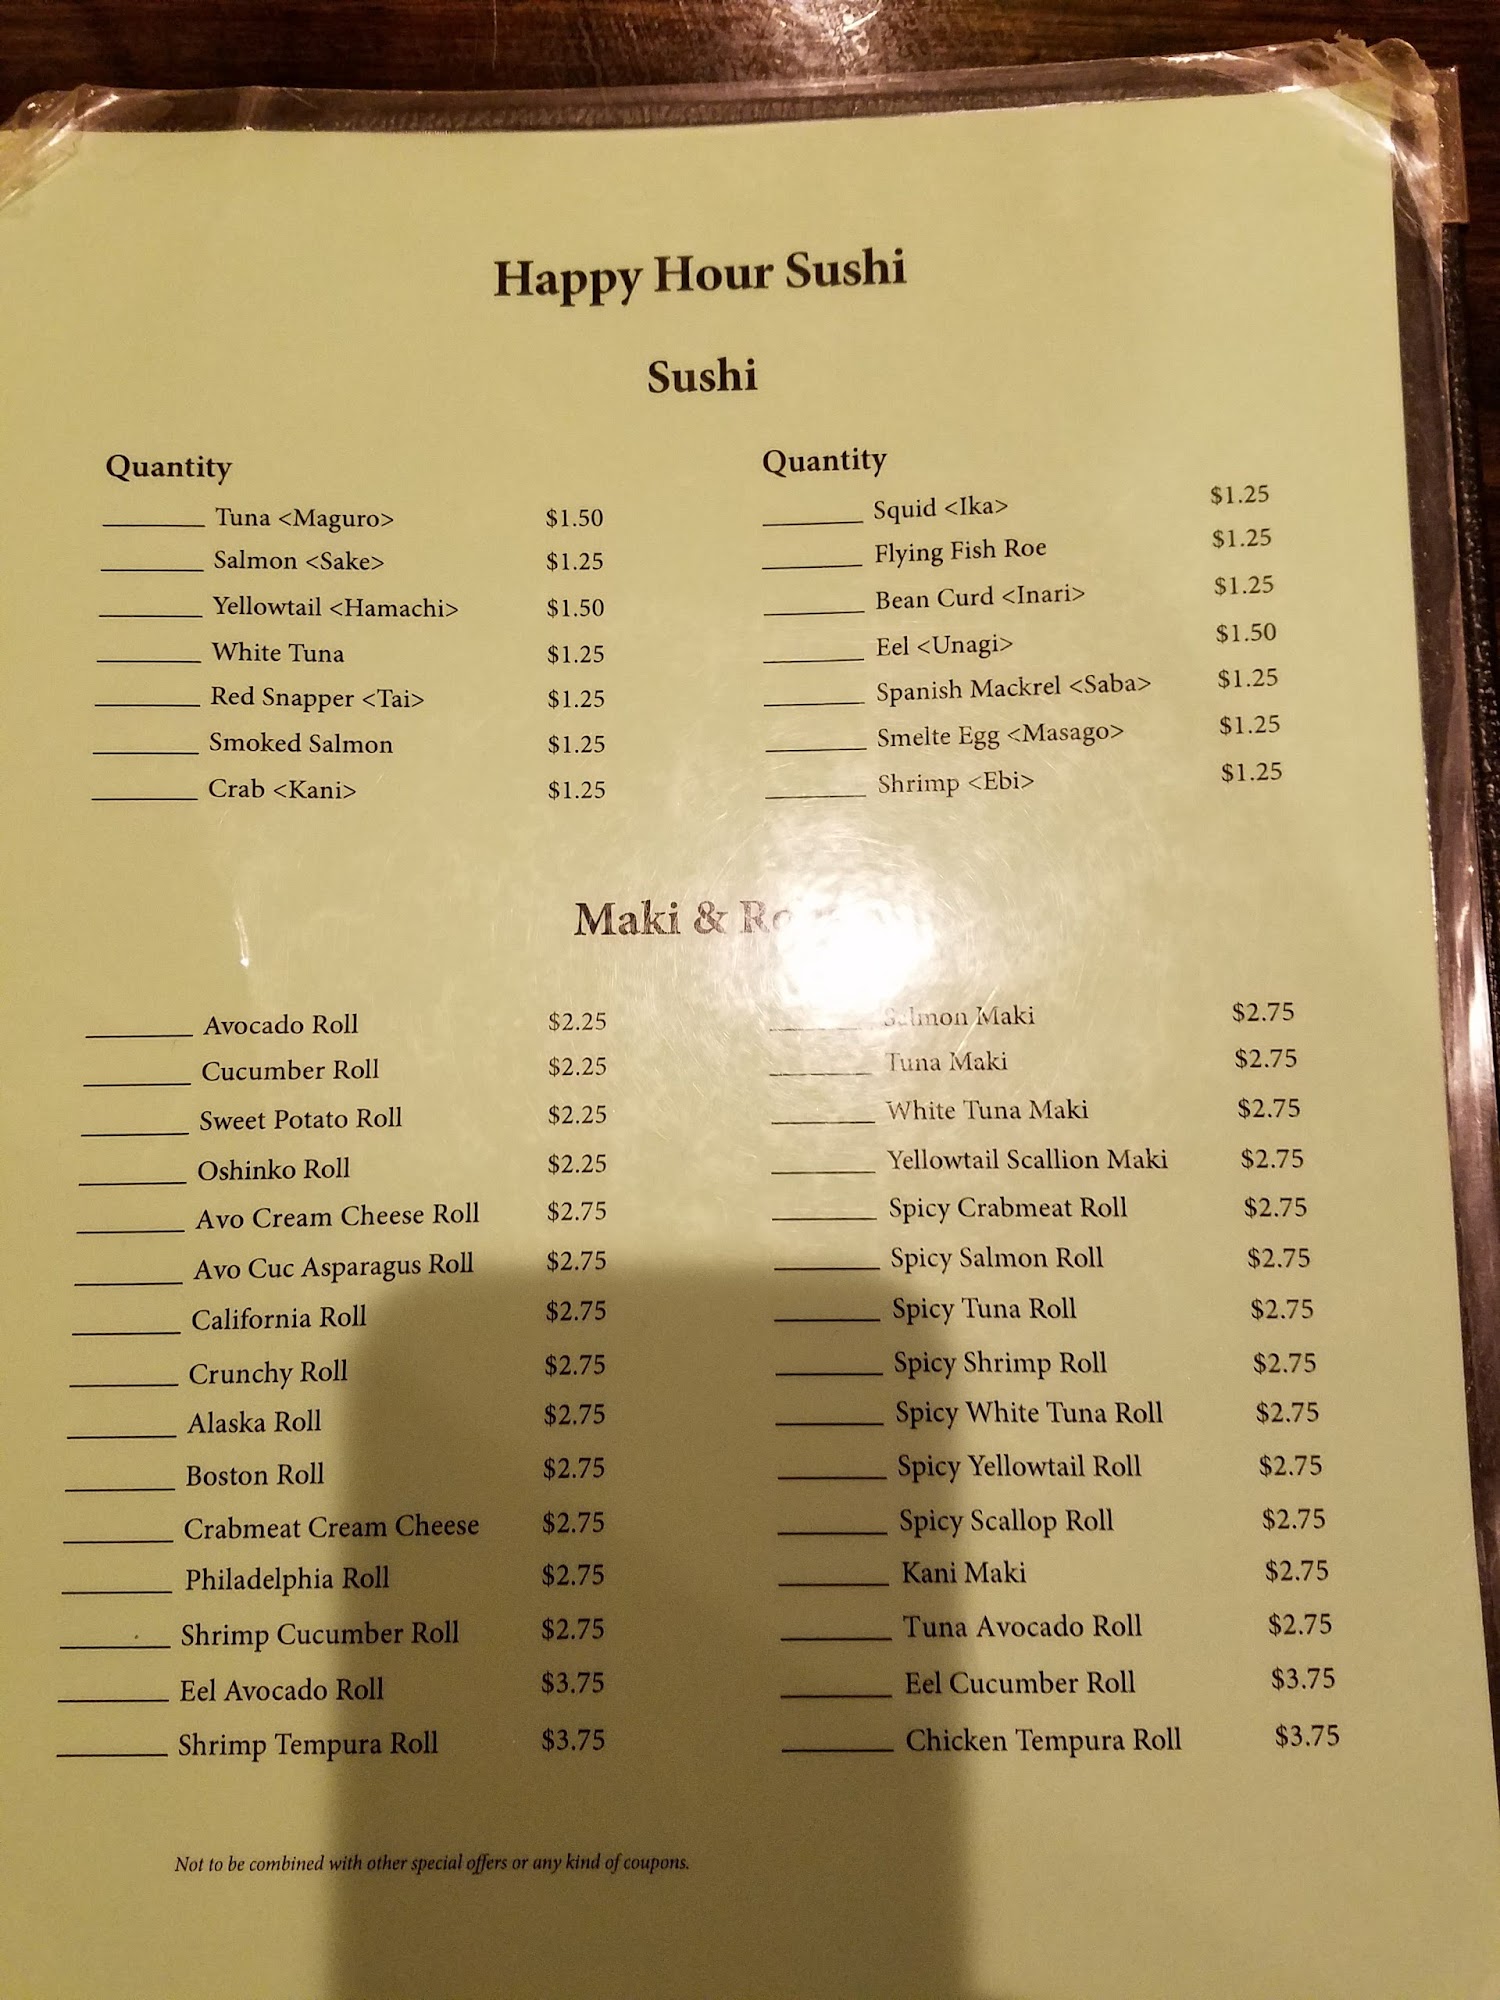 Happy Hour Sushi
Sushi
Quantity
Tuna <Maguro> $1.50
Salmon <Sake> $1.25
Yellowtail <Hamachi> $1.50
White Tuna $1.25
Red Snapper <Tai> $1.25
Smoked Salmon $1.25
Crab <Kani> $1.25
Quantity
Squid <Ika> $1.25
Flying Fish Roe $1.25
Bean Curd <Inari> $1.25
Eel <Unagi> $1.50
Spanish Mackrel <Saba> $1.25
Smelte Egg <Masago> $1.25
Shrimp <Ebi> $1.25
Maki &
Avocado Roll $2.25
Cucumber Roll $2.25
Sweet Potato Roll $2.25
Oshinko Roll $2.25
Avo Cream Cheese Roll $2.75
Avo Cuc Asparagus Roll $2.75
California Roll $2.75
Crunchy Roll $2.75
Alaska Roll $2.75
Boston Roll $2.75
Crabmeat Cream Cheese $2.75
Philadelphia Roll $2.75
Shrimp Cucumber Roll $2.75
Eel Avocado Roll $3.75
Shrimp Tempura Roll $3.75
Salmon Maki $2.75
Tuna Maki $2.75
White Tuna Maki $2.75
Yellowtail Scallion Maki $2.75
Spicy Crabmeat Roll $2.75
Spicy Salmon Roll $2.75
Spicy Tuna Roll $2.75
Spicy Shrimp Roll $2.75
Spicy White Tuna Roll $2.75
Spicy Yellowtail Roll $2.75
Spicy Scallop Roll $2.75
Kani Maki $2.75
Tuna Avocado Roll $2.75
Eel Cucumber Roll $3.75
Chicken Tempura Roll $3.75
Not to be combined with other special offers or any kind of coupons.